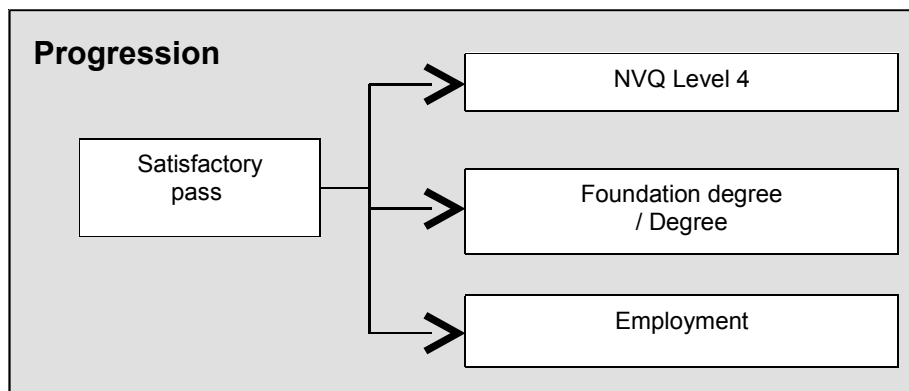 Progression
NVQ Level 4
Satisfactory
pass
Foundation degree
/ Degree
Employment